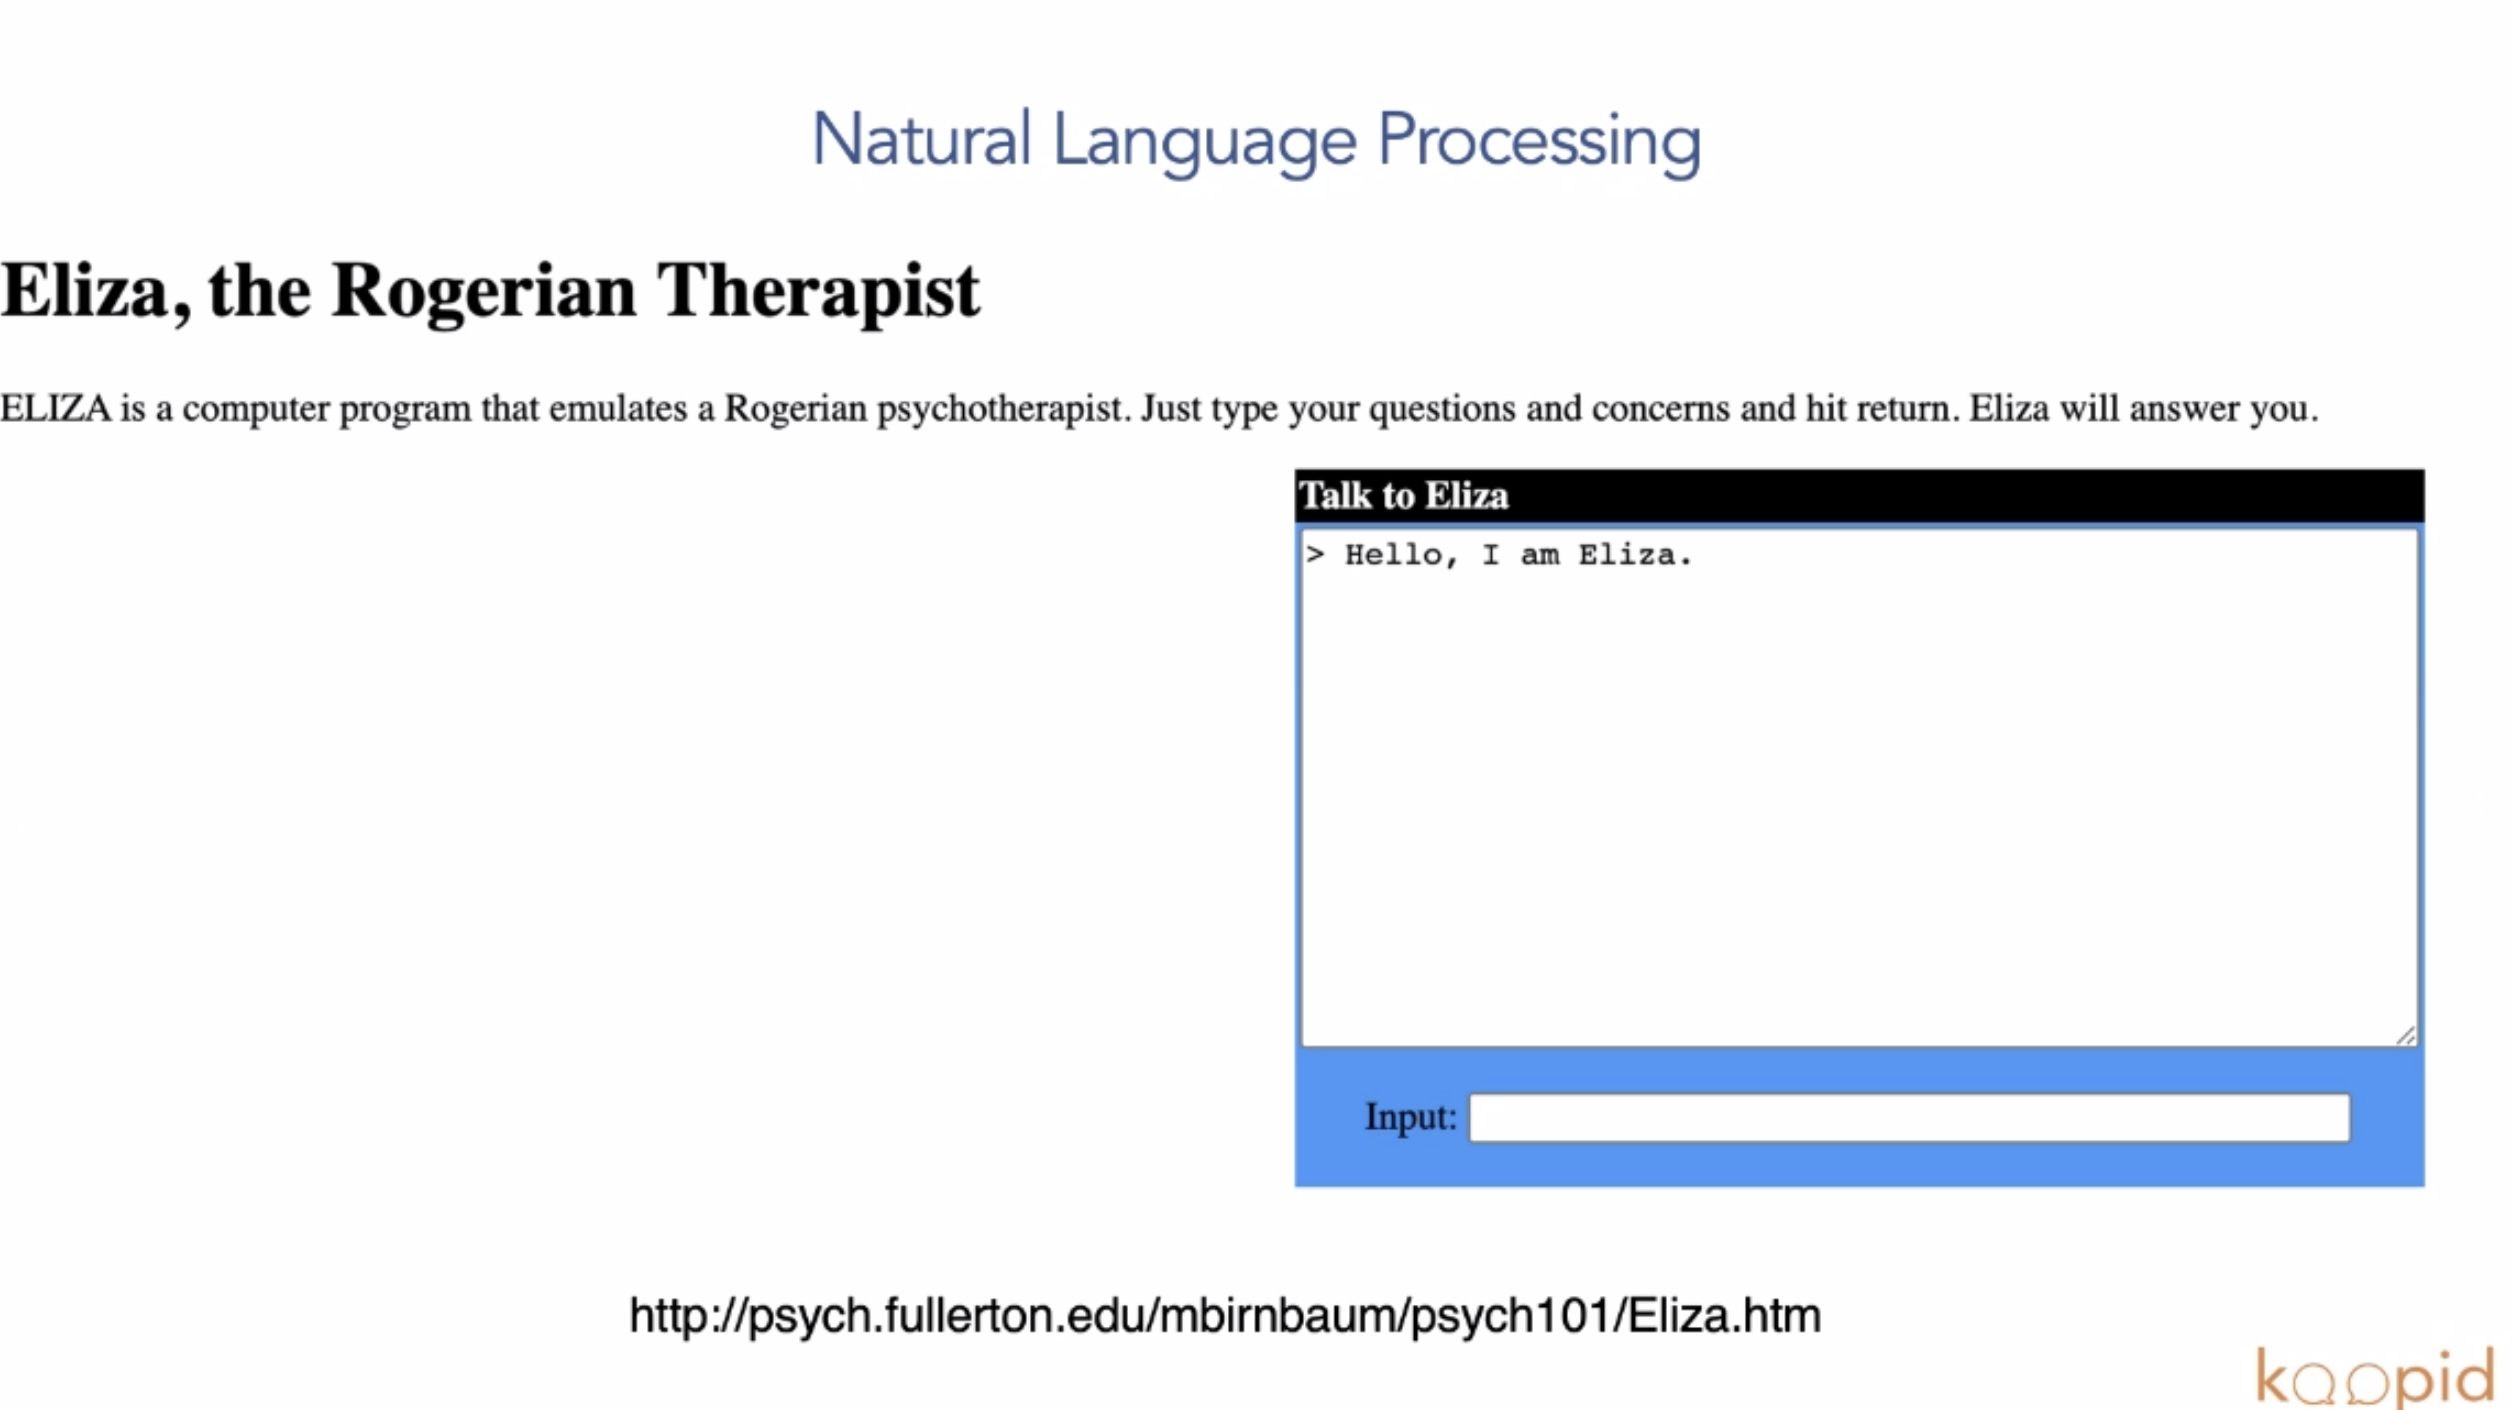 Natural Language Processing
Eliza, the Rogerian Therapist
ELIZA is a computer program that emulates a Rogerian psychotherapist. Just type your questions and concerns and hit return. Eliza will answer you.
Talk to Eliza
> Hello, I am Eliza.
Input:
http://psych.fullerton.edu/mbirnbaum/psych101/Eliza.htm
koopid